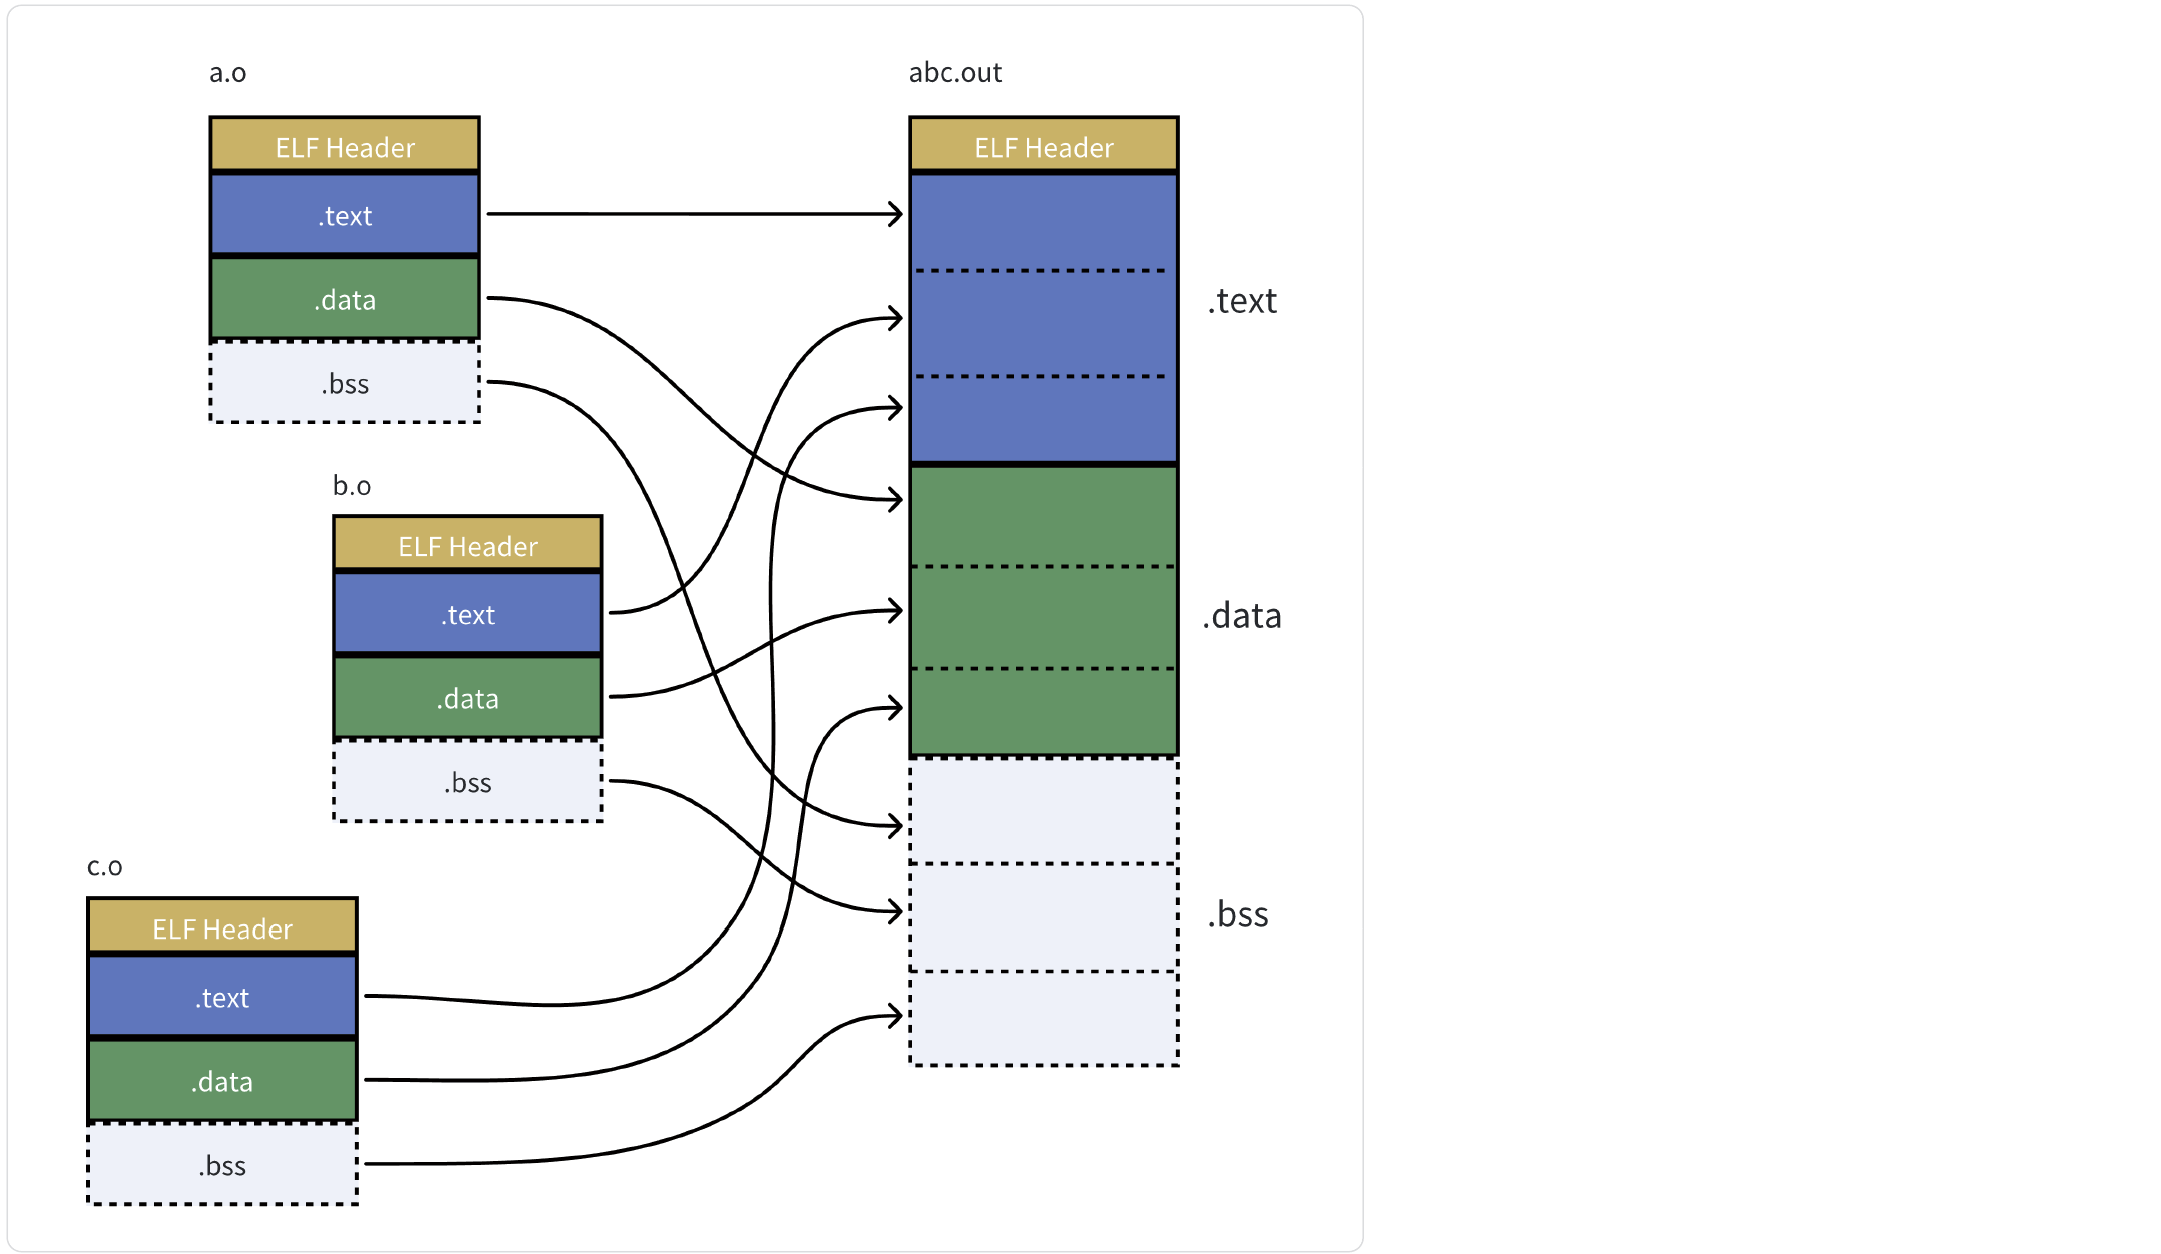 a.o
ELF Header
.text
.data
.bss
b.o
ELF Header
.text
.data
.bss
c.o
ELF Header
.text
.data
.bss
abc.out
ELF Header
.text
.data
.bss